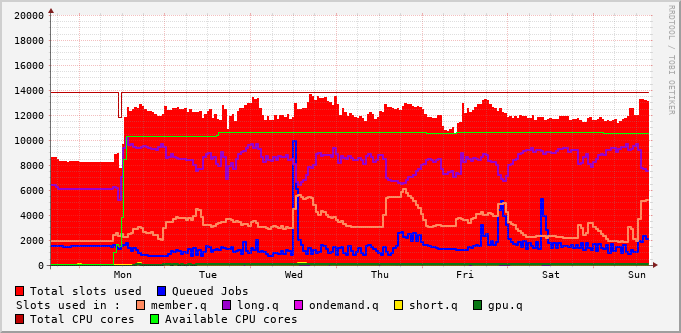 20000
18000
16000
14000
12000
10000
8000
6000
4000
2000
0
Mon Tue Wed Thu Fri Sat Sun
Total slots used Queued Jobs
Slots used in : member.q long.q ondemand.q short.q gpu.q
Total CPU cores Available CPU cores
RRDTOOL / TOBI OETIKER